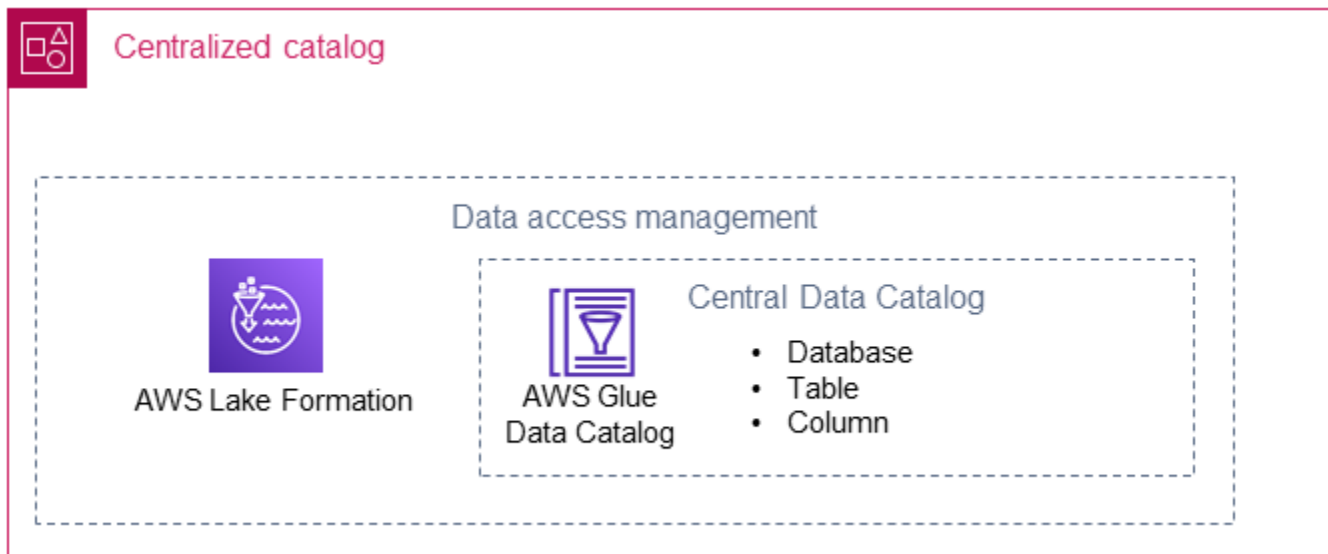 Centralized catalog
Data access management
AWS Lake Formation
AWS Glue
Data Catalog
Central Data Catalog
• Database
• Table
• Column